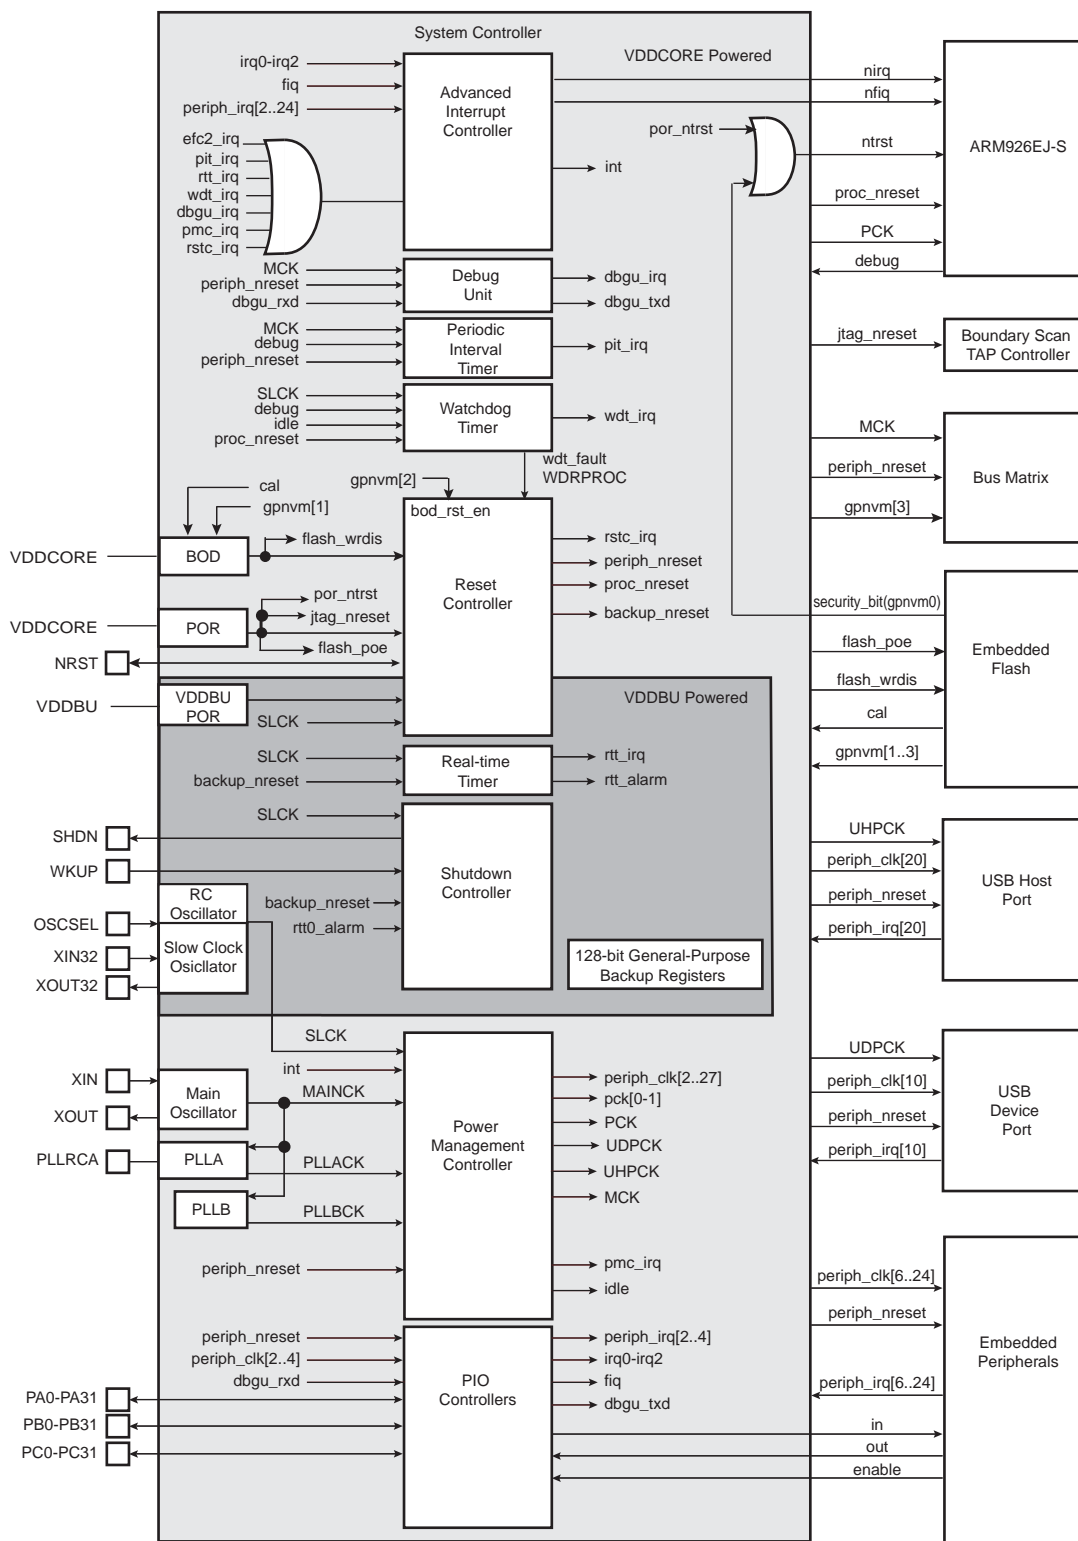 System Controller
VDDCORE Powered
irq0-irq2
fiq
periph_irq[2..24]
efc2_irq
pit_irq
rtt_irq
wdt_irq
dbgu_irq
pmc_irq
rstc_irq
Advanced
Interrupt
Controller
int
por_ntrst
nirq
nfiq
ntrst
proc_nreset
PCK
debug
ARM926EJ-S
MCK
periph_nreset
dbgu_rxd
Debug
Unit
dbgu_irq
dbgu_txd
MCK
debug
periph_nreset
Periodic
Interval
Timer
pit_irq
jtag_nreset
Boundary Scan
TAP Controller
SLCK
debug
idle
proc_nreset
Watchdog
Timer
wdt_irq
wdt_fault
WDRPROC
MCK
periph_nreset
gpnvm[3]
Bus Matrix
cal
gpnvm[1]
gpnvm[2]
bod_rst_en
VDDCORE
BOD
flash_wrdis
Reset
Controller
rstc_irq
periph_nreset
proc_nreset
backup_nreset
VDDCORE
POR
por_ntrst
jtag_nreset
flash_poe
NRST
security_bit(gpnvm0)
flash_poe
flash_wrdis
cal
gpnvm[1..3]
Embedded
Flash
VDDBU
VDDBU
POR
SLCK
VDDBU Powered
SLCK
backup_nreset
Real-time
Timer
rtt_irq
rtt_alarm
SLCK
SHDN
WKUP
backup_nreset
rtt0_alarm
Shutdown
Controller
UHPCK
periph_clk[20]
periph_nreset
periph_irq[20]
USB Host
Port
OSCSEL
XIN32
XOUT32
RC
Oscillator
Slow Clock
Osicllator
128-bit General-Purpose
Backup Registers
SLCK
int
XIN
XOUT
Main
Oscillator
MAINCK
PLLRCA
PLLA
PLLACK
PLLB
PLLBCK
periph_nreset
Power
Management
Controller
periph_clk[2..27]
pck[0-1]
PCK
UDPCK
UHPCK
MCK
pmc_irq
idle
UDPCK
periph_clk[10]
periph_nreset
periph_irq[10]
USB
Device
Port
periph_nreset
periph_clk[2..4]
dbgu_rxd
PA0-PA31
PB0-PB31
PC0-PC31
PIO
Controllers
periph_irq[2..4]
irq0-irq2
fiq
dbgu_txd
periph_clk[6..24]
periph_nreset
periph_irq[6..24]
in
out
enable
Embedded
Peripherals